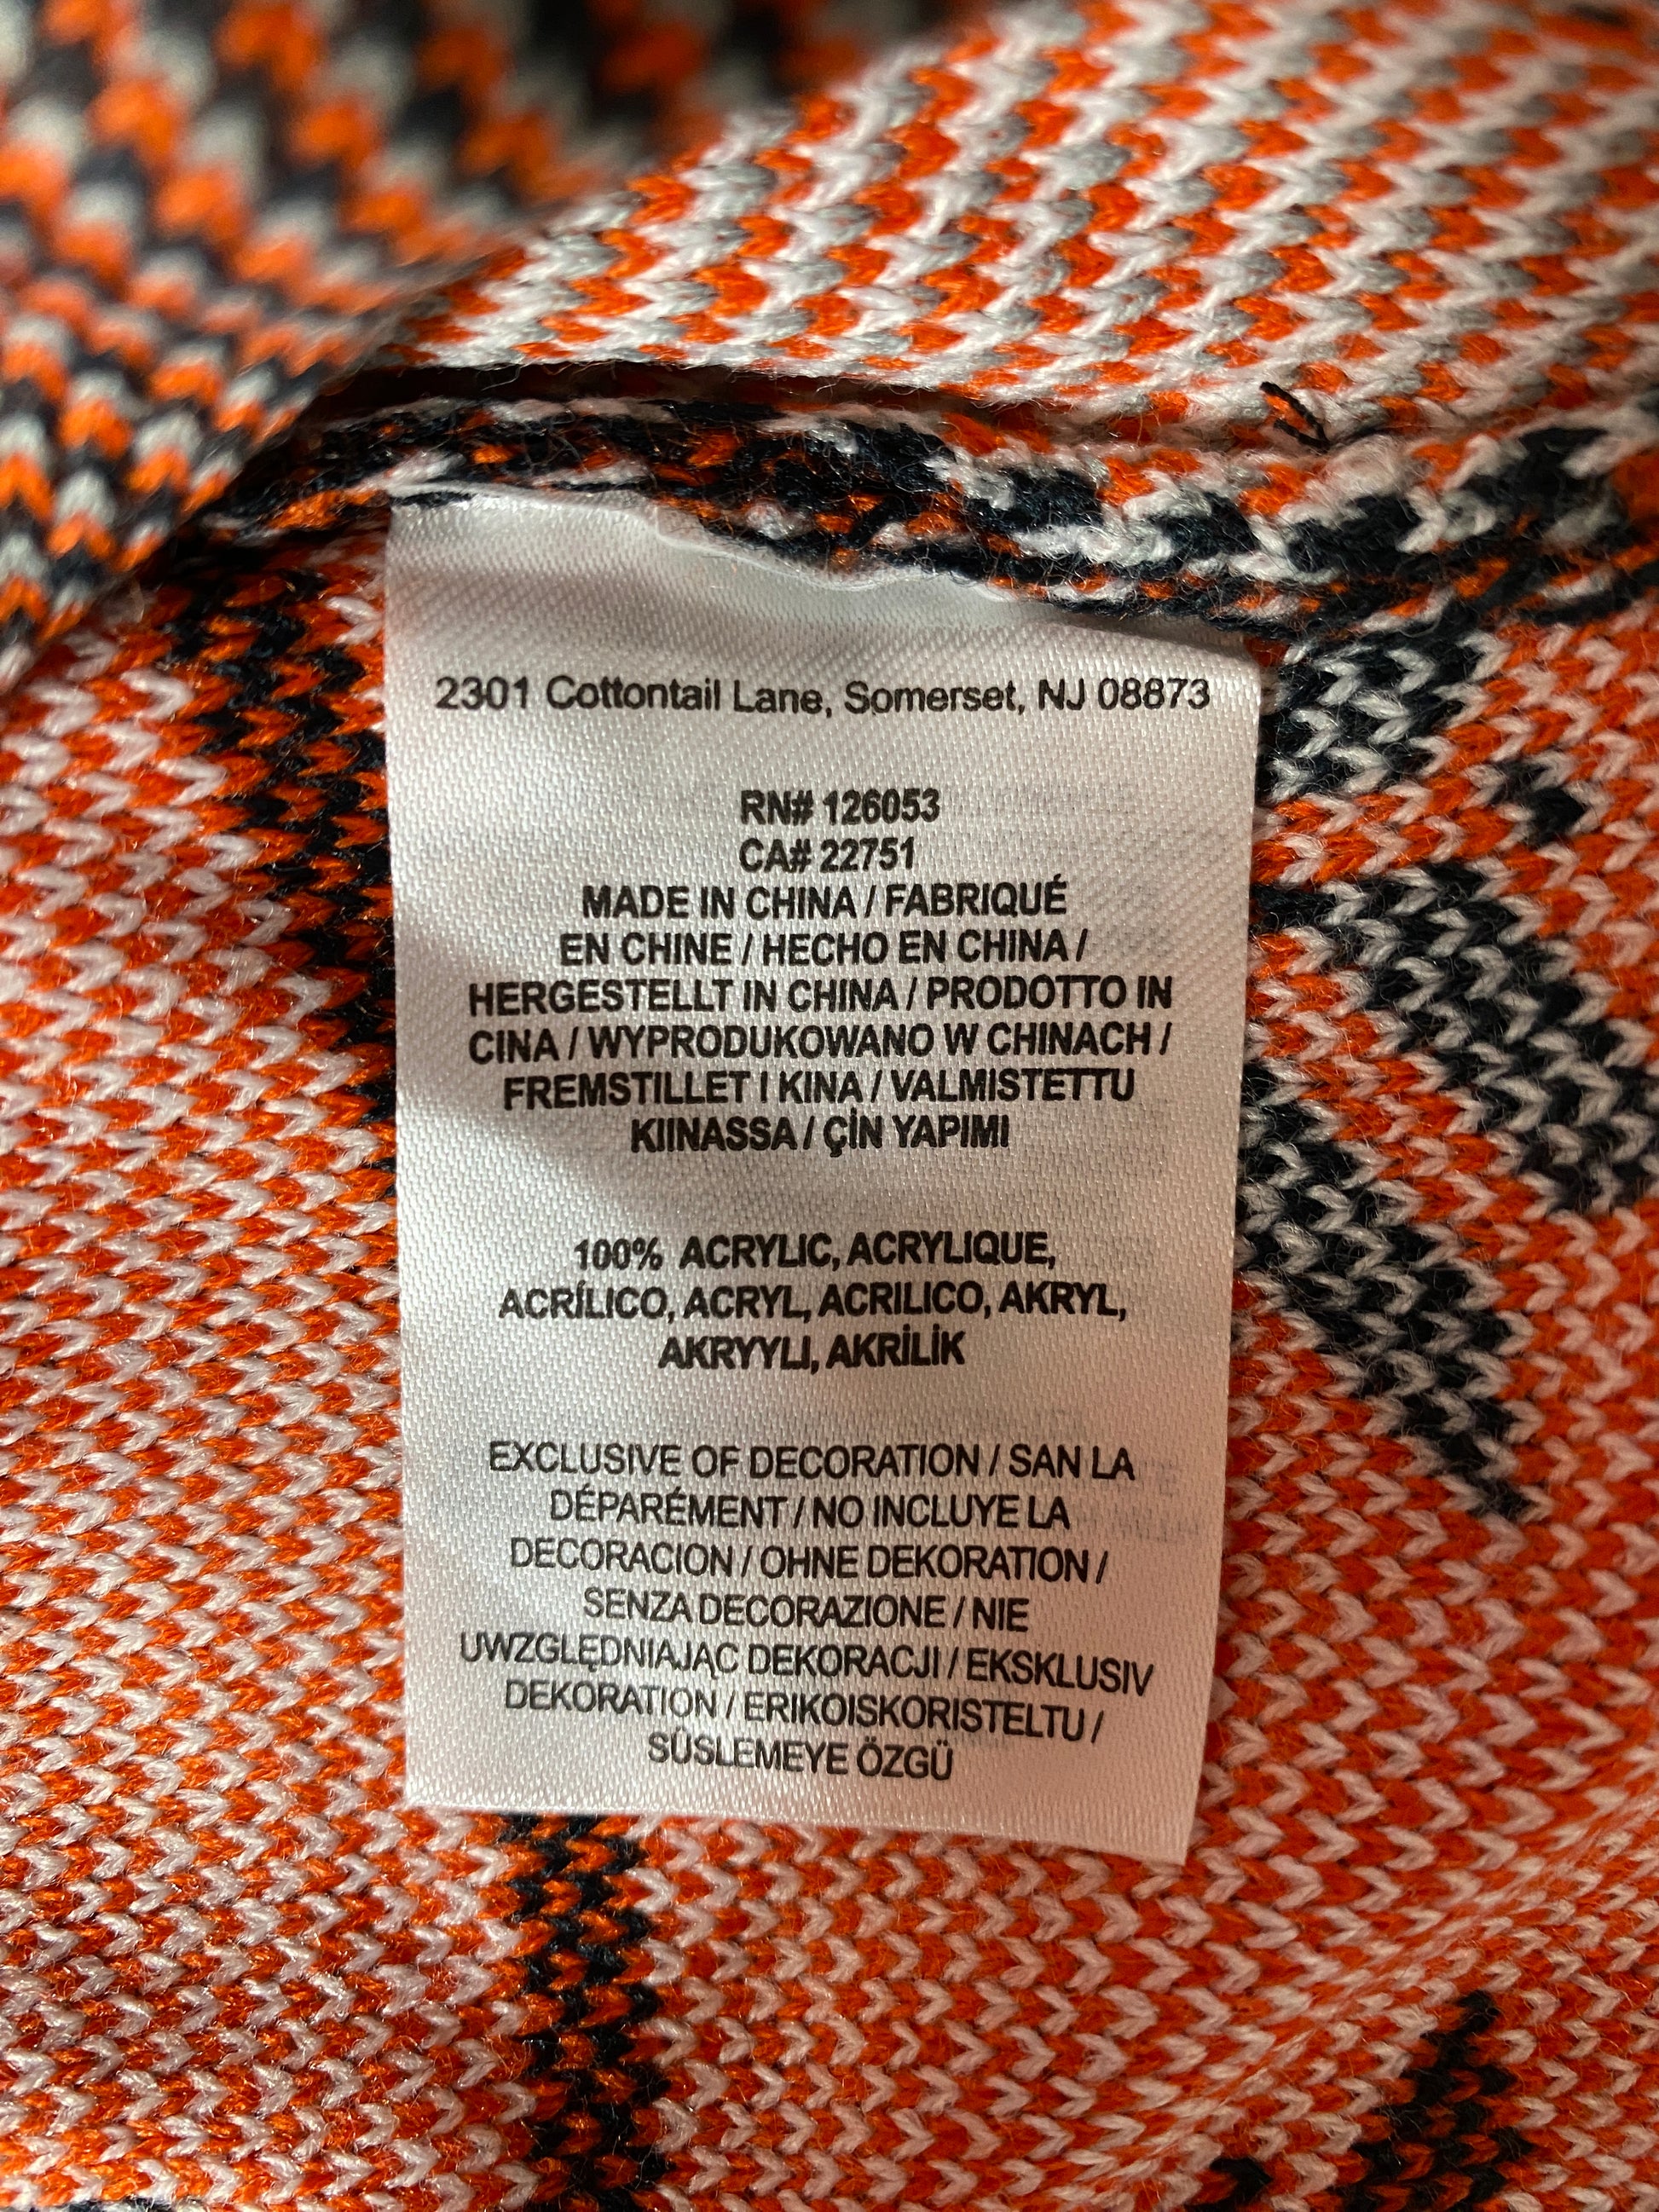 2301 Cottontail Lane, Somerset, NJ 08873
RN# 126053
CA# 22751
MADE IN CHINA / FABRIQUÉ
EN CHINE / HECHO EN CHINA /
HERGESTELLT IN CHINA / PRODOTTO IN
CINA / WYPRODUKOWANO W CHINACH /
FREMSTILLET I KINA / VALMISTETTU
KIINASSA / ÇİN YAPIMI
100% ACRYLIC, ACRYLIQUE,
ACRÍLICO, ACRYL, ACRILICO, AKRYL,
AKRYYLI, AKRİLİK
EXCLUSIVE OF DECORATION / SAN LA
DÉPARÉMENT / NO INCLUYE LA
DECORACION / OHNE DEKORATION /
SENZA DECORAZIONE / NIE
UWZGLĘDNIAJĄC DEKORACJI / EKSKLUSIV
DEKORATION / ERIKOISKORISTELTU /
SÜSLEMEYE ÖZGÜ